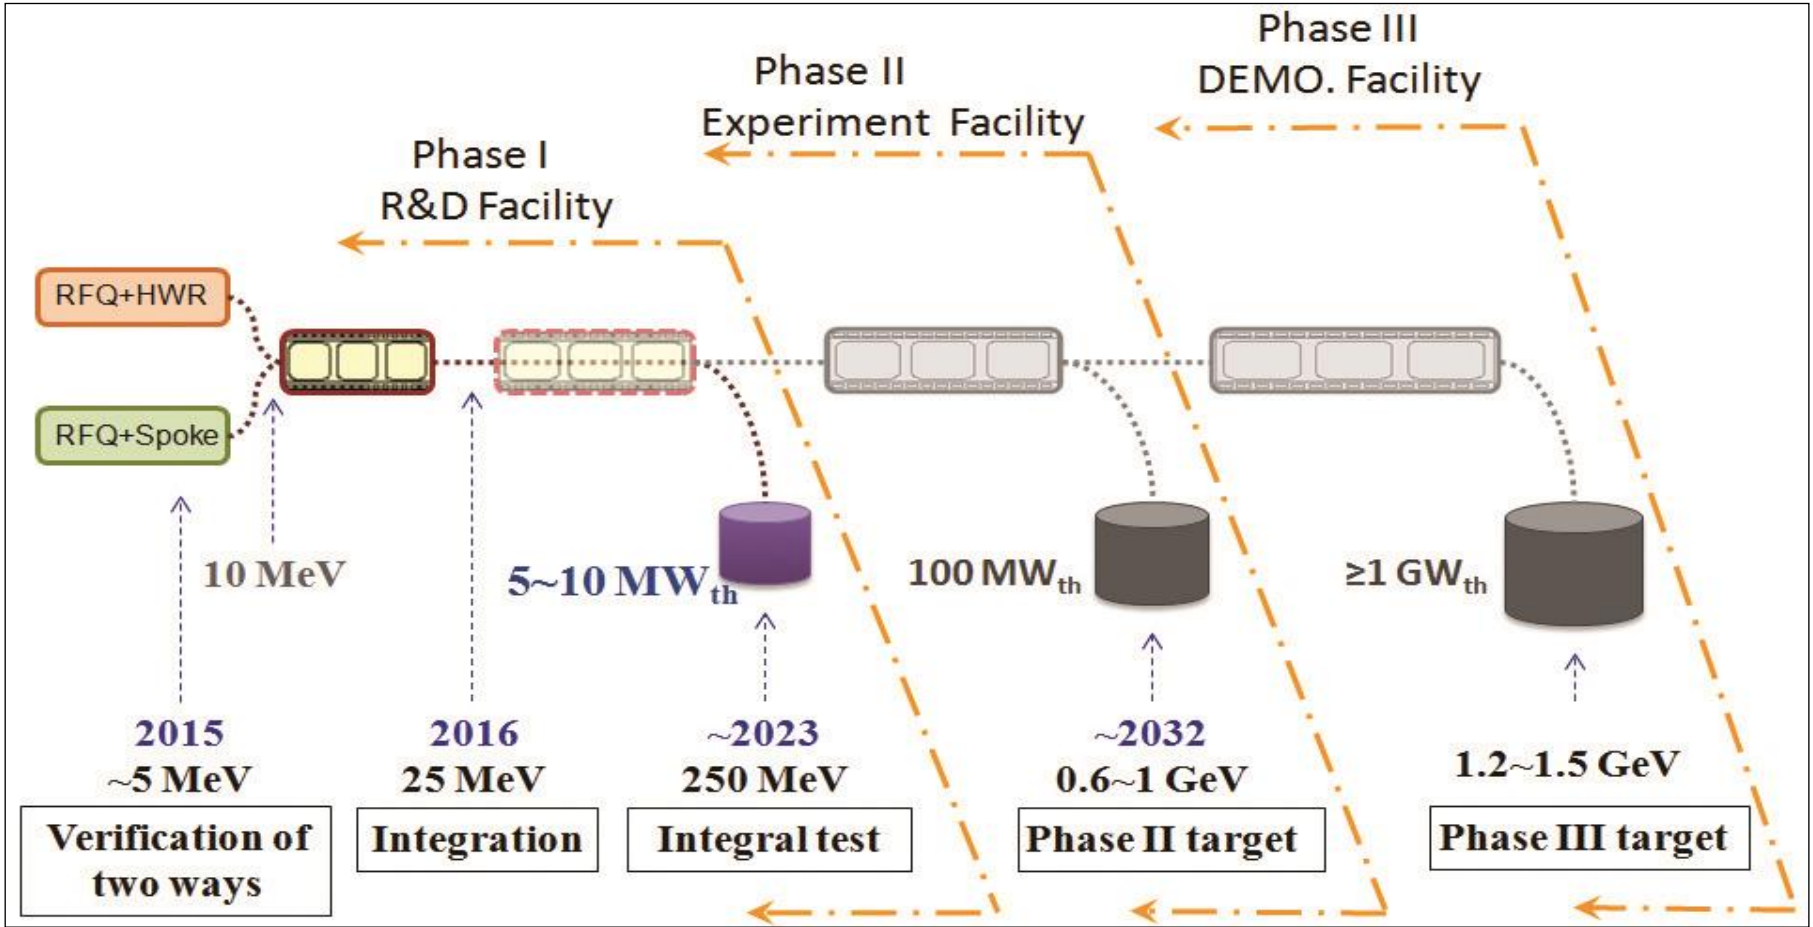 Phase III
DEMO. Facility
Phase II
Experiment Facility
Phase I
R&D Facility
RFQ+HWR
RFQ+Spoke
10 MeV
5~10 MWth
100 MWth
≥1 GWth
2015
~5 MeV
Verification of
two ways
2016
25 MeV
Integration
~2023
250 MeV
Integral test
~2032
0.6~1 GeV
Phase II target
1.2~1.5 GeV
Phase III target